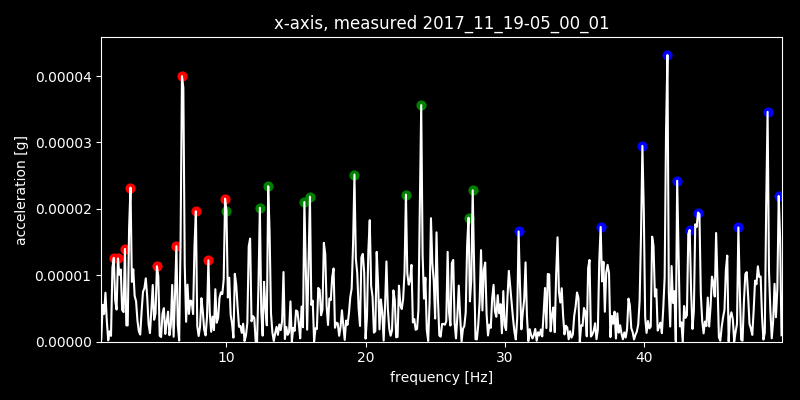 x-axis, measured 2017_11_19-05_00_01
acceleration [g]
0.00004
0.00003
0.00002
0.00001
0.00000
10 20 30 40
frequency [Hz]